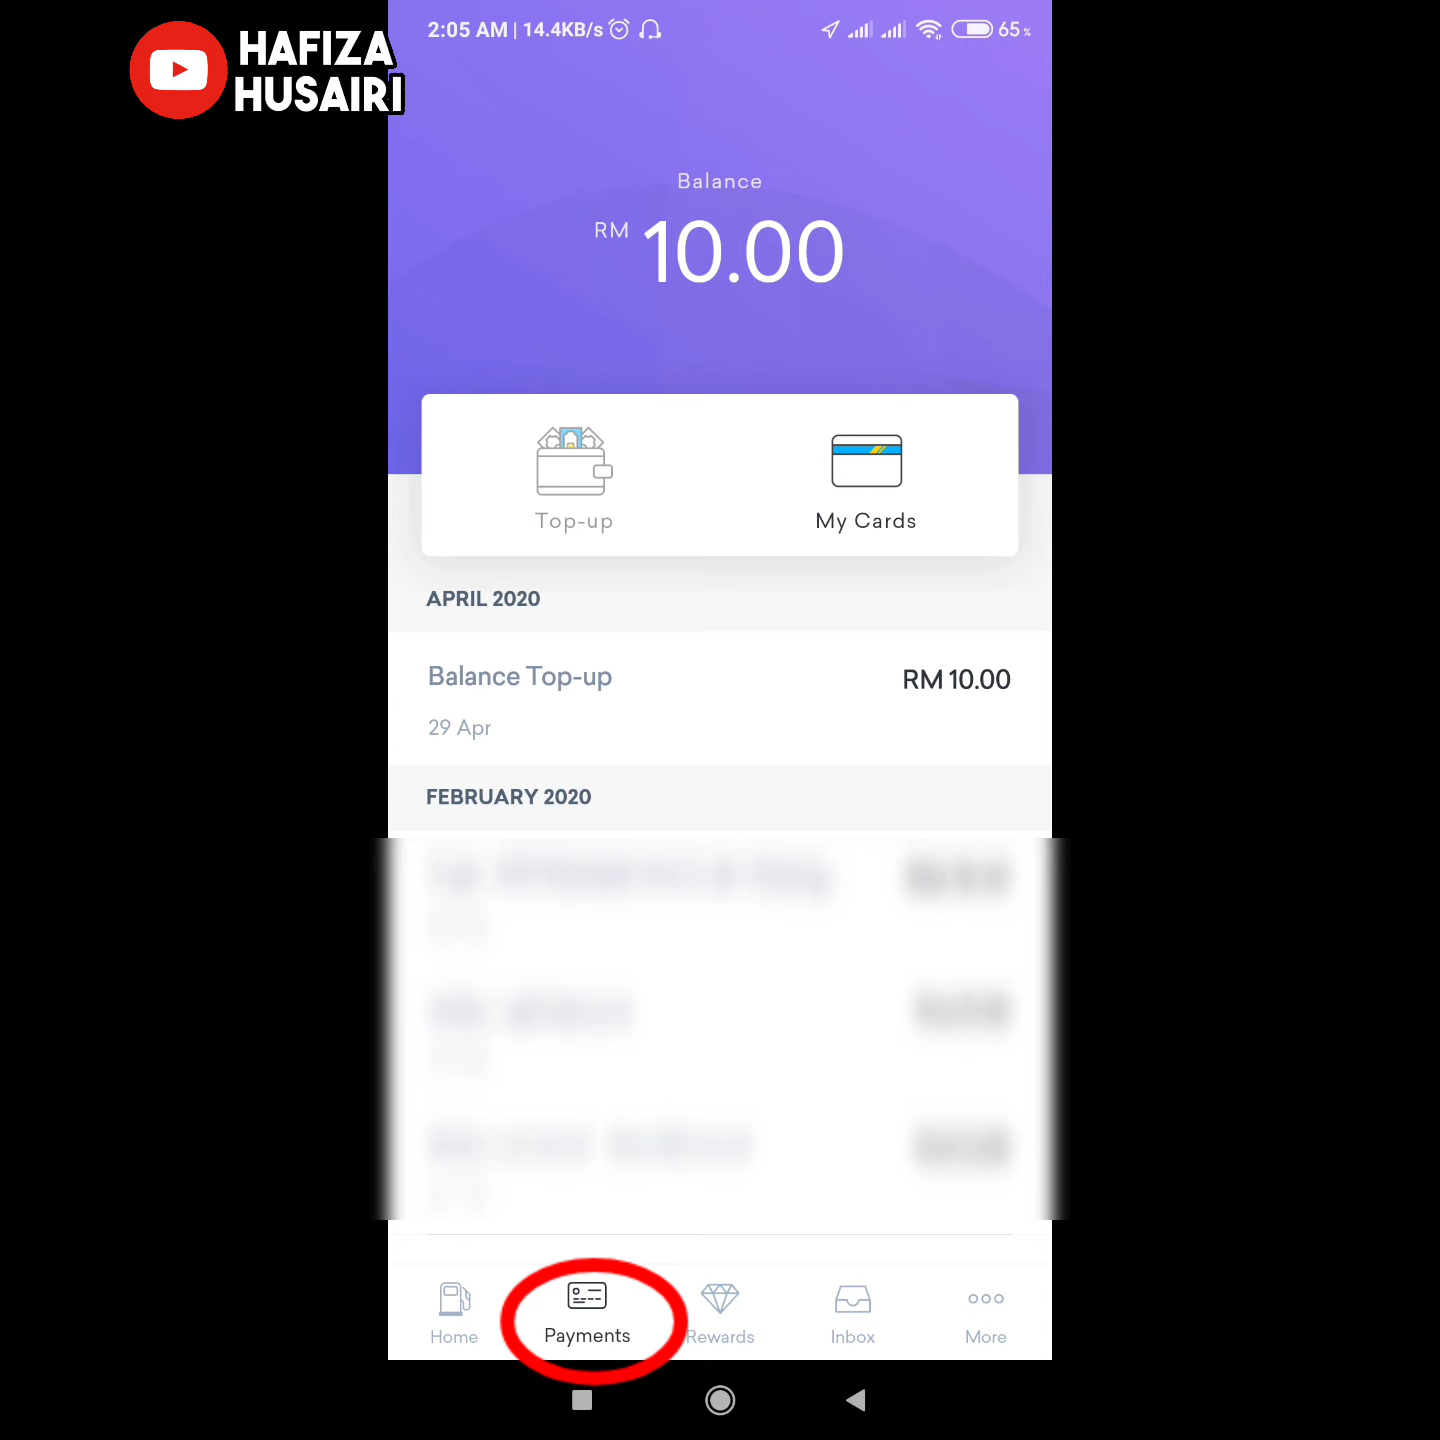 HAFIZA
HUSAIRI
2:05 AM | 14.4KB/s
65 %
Balance
RM 10.00
Top-up
My Cards
APRIL 2020
Balance Top-up
RM 10.00
29 Apr
FEBRUARY 2020
Home
Payments
Rewards
Inbox
More